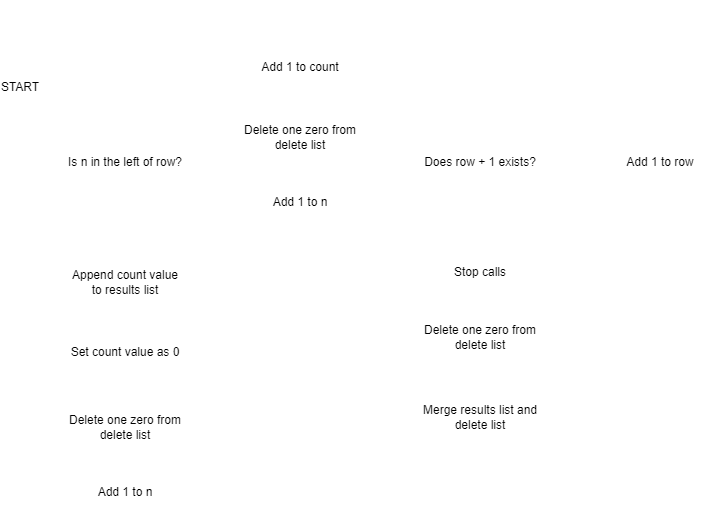 Add 1 to count
START
Delete one zero from
delete list
Is n in the left of row?
Does row + 1 exists?
Add 1 to row
Add 1 to n
Append count value
to results list
Stop calls
Delete one zero from
delete list
Set count value as 0
Merge results list and
delete list
Delete one zero from
delete list
Add 1 to n